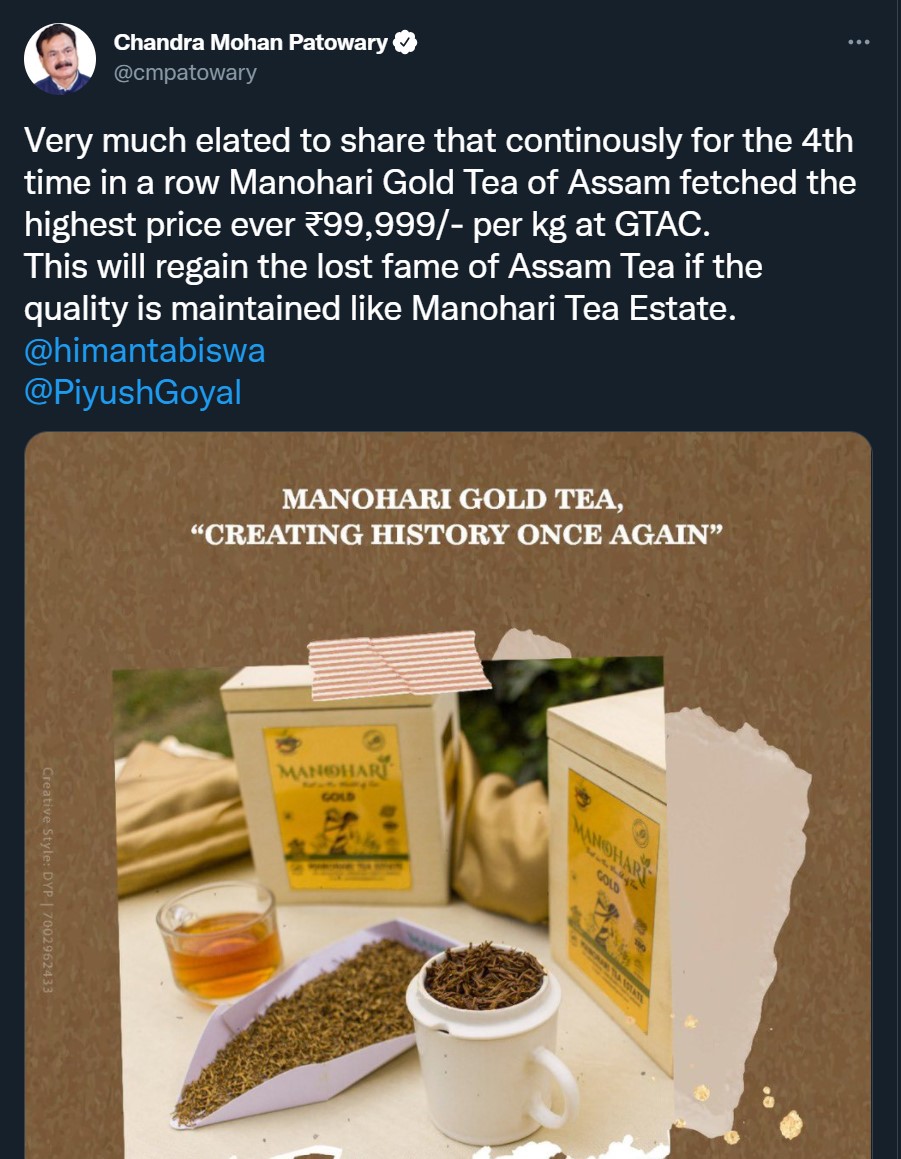 Chandra Mohan Patowary
@cmpatowary
Very much elated to share that continously for the 4th
time in a row Manohari Gold Tea of Assam fetched the
highest price ever ₹99,999/- per kg at GTAC.
This will regain the lost fame of Assam Tea if the
quality is maintained like Manohari Tea Estate.
@himantabiswa
@PiyushGoyal
MANOHARI GOLD TEA,
“CREATING HISTORY ONCE AGAIN”
Creative Style: DYP | 7002962433
MANOHARI
GOLD
MANOHARI TEA ESTATE
MANOHARI
GOLD
MANOHARI TEA ESTATE